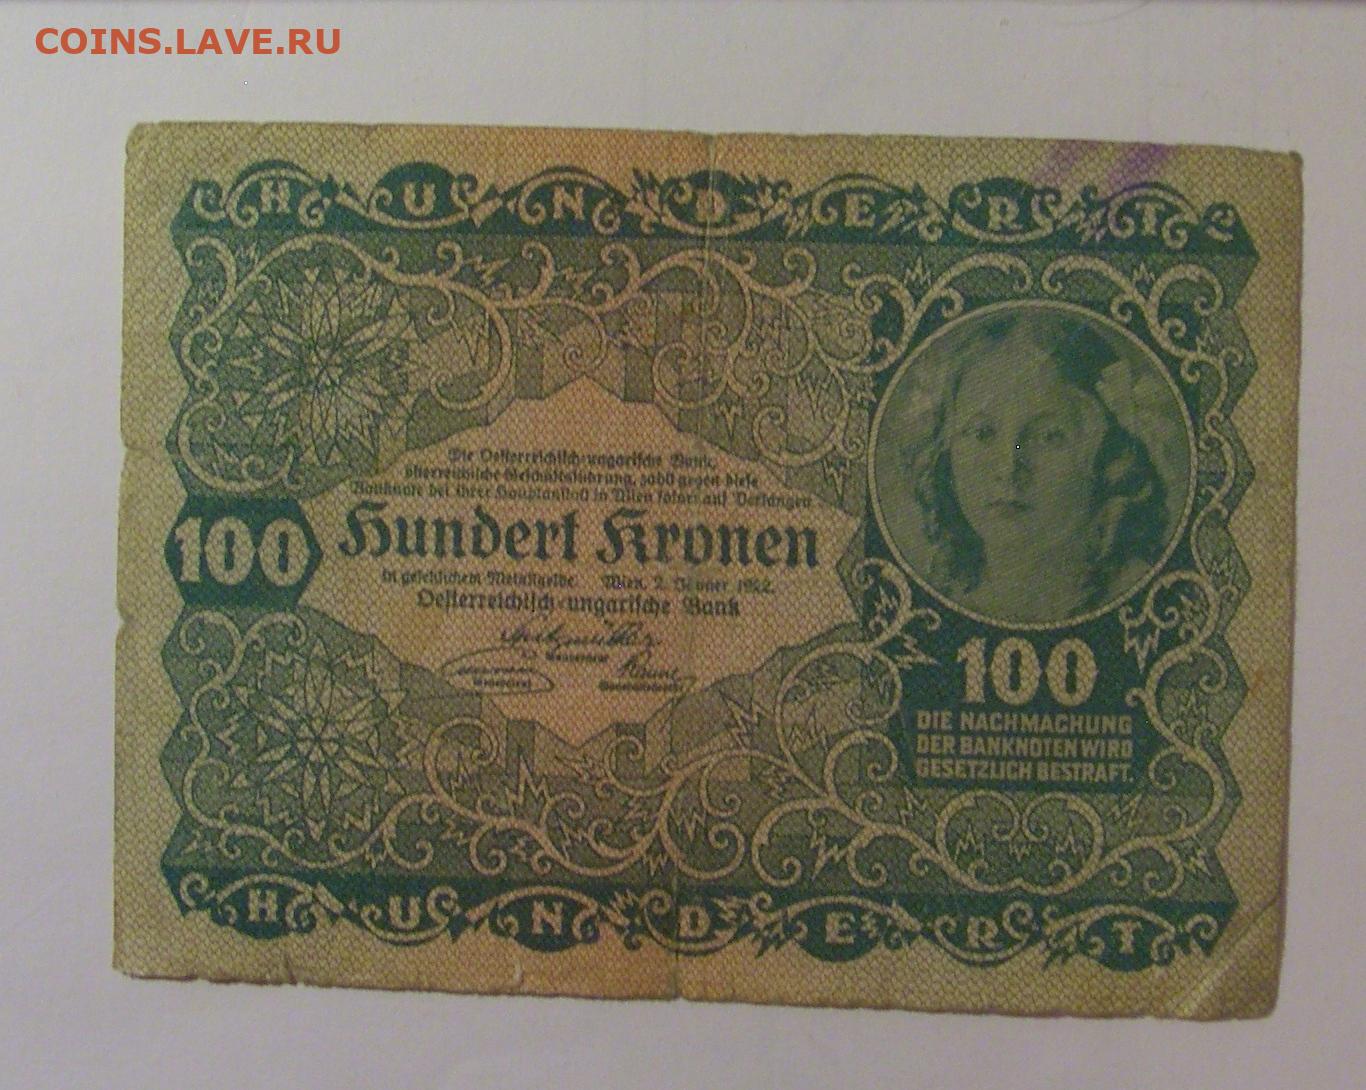 COINS.LAVE.RU
HUNDERT
Die Oesterreichisch-ungarische Bank,
österreichische Geschäftsführung, zahlt gegen diese
Banknote bei ihrer Hauptanstalt in Wien sofort auf Verlangen
Hundert Kronen
100
in gesetzlichem Metallgelde. Wien, 2. Jänner 1922.
Oesterreichisch-ungarische Bank
100
DIE NACHMACHUNG
DER BANKNOTEN WIRD
GESETZLICH BESTRAFT.
HUNDERT